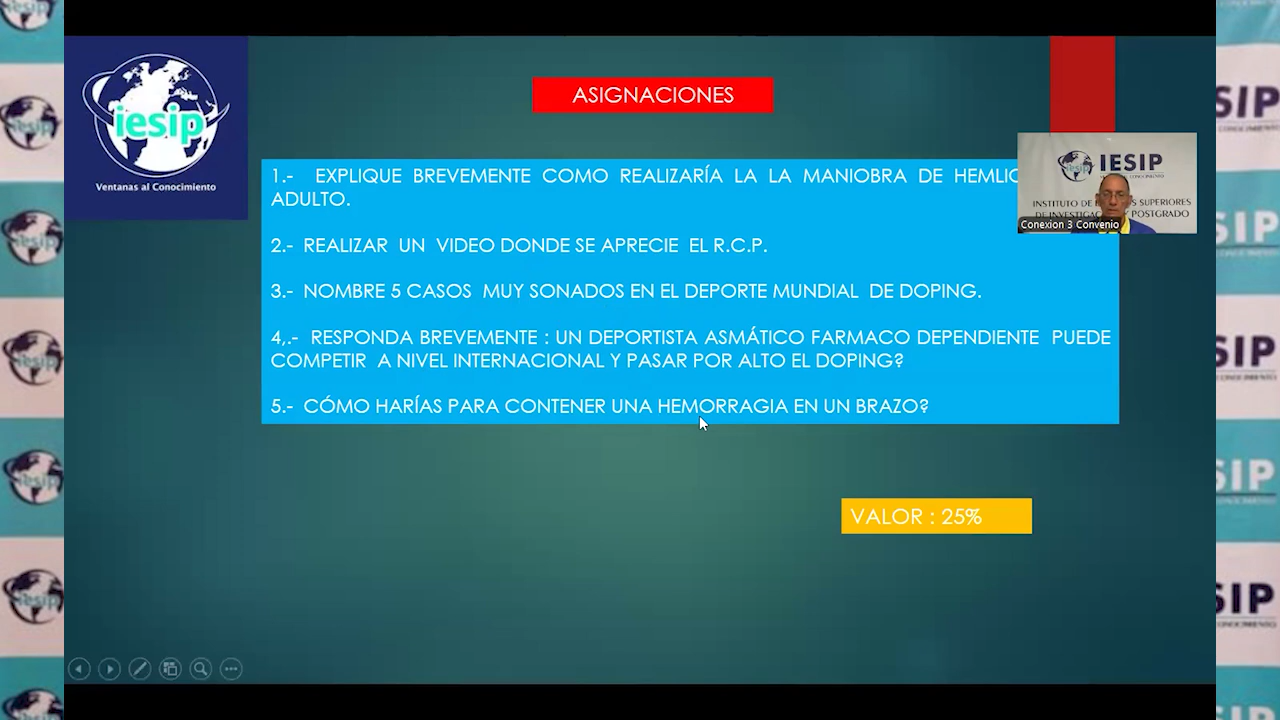 iesip
Ventanas al Conocimiento
ASIGNACIONES
1.- EXPLIQUE BREVEMENTE COMO REALIZARÍA LA LA MANIOBRA DE
ADULTO.
2.- REALIZAR UN VIDEO DONDE SE APRECIE EL R.C.P.
3.- NOMBRE 5 CASOS MUY SONADOS EN EL DEPORTE MUNDIAL DE DOPING.
4,.- RESPONDA BREVEMENTE : UN DEPORTISTA ASMÁTICO FARMACO DEPENDIENTE PUEDE
COMPETIR A NIVEL INTERNACIONAL Y PASAR POR ALTO EL DOPING?
5.- CÓMO HARÍAS PARA CONTENER UNA HEMORRAGIA EN UN BRAZO?
VALOR : 25%
IESIP
INSTITUTO DE SUPERIORES
DE POSTGRADO
Conexion 3 Convenio